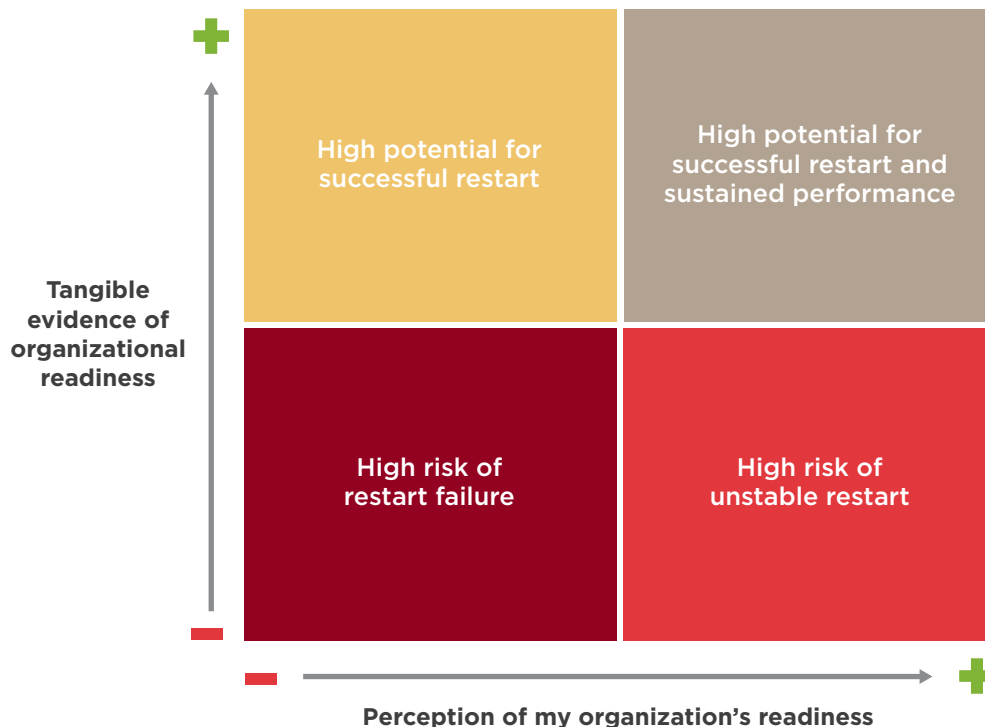 High potential for
successful restart
High potential for
successful restart and
sustained performance
Tangible
evidence of
organizational
readiness
High risk of
restart failure
High risk of
unstable restart
Perception of my organization’s readiness